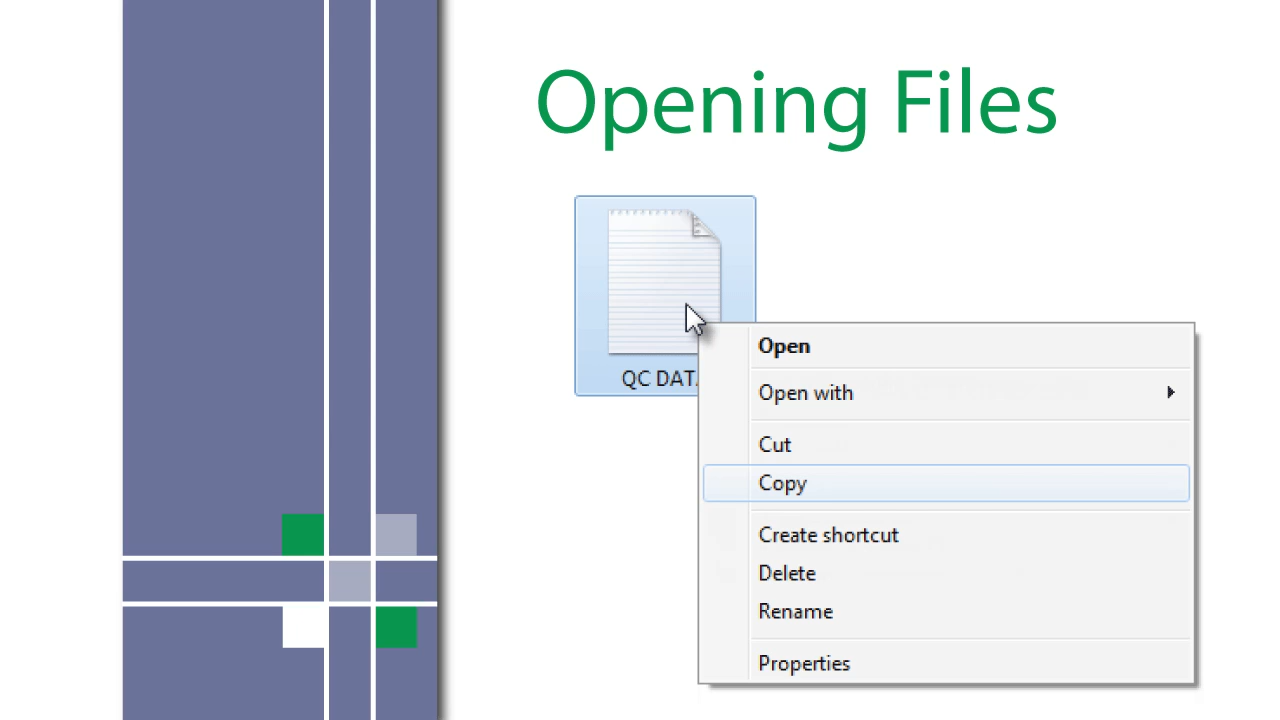 Opening Files
QC DAT
Open
Open with
Cut
Copy
Create shortcut
Delete
Rename
Properties